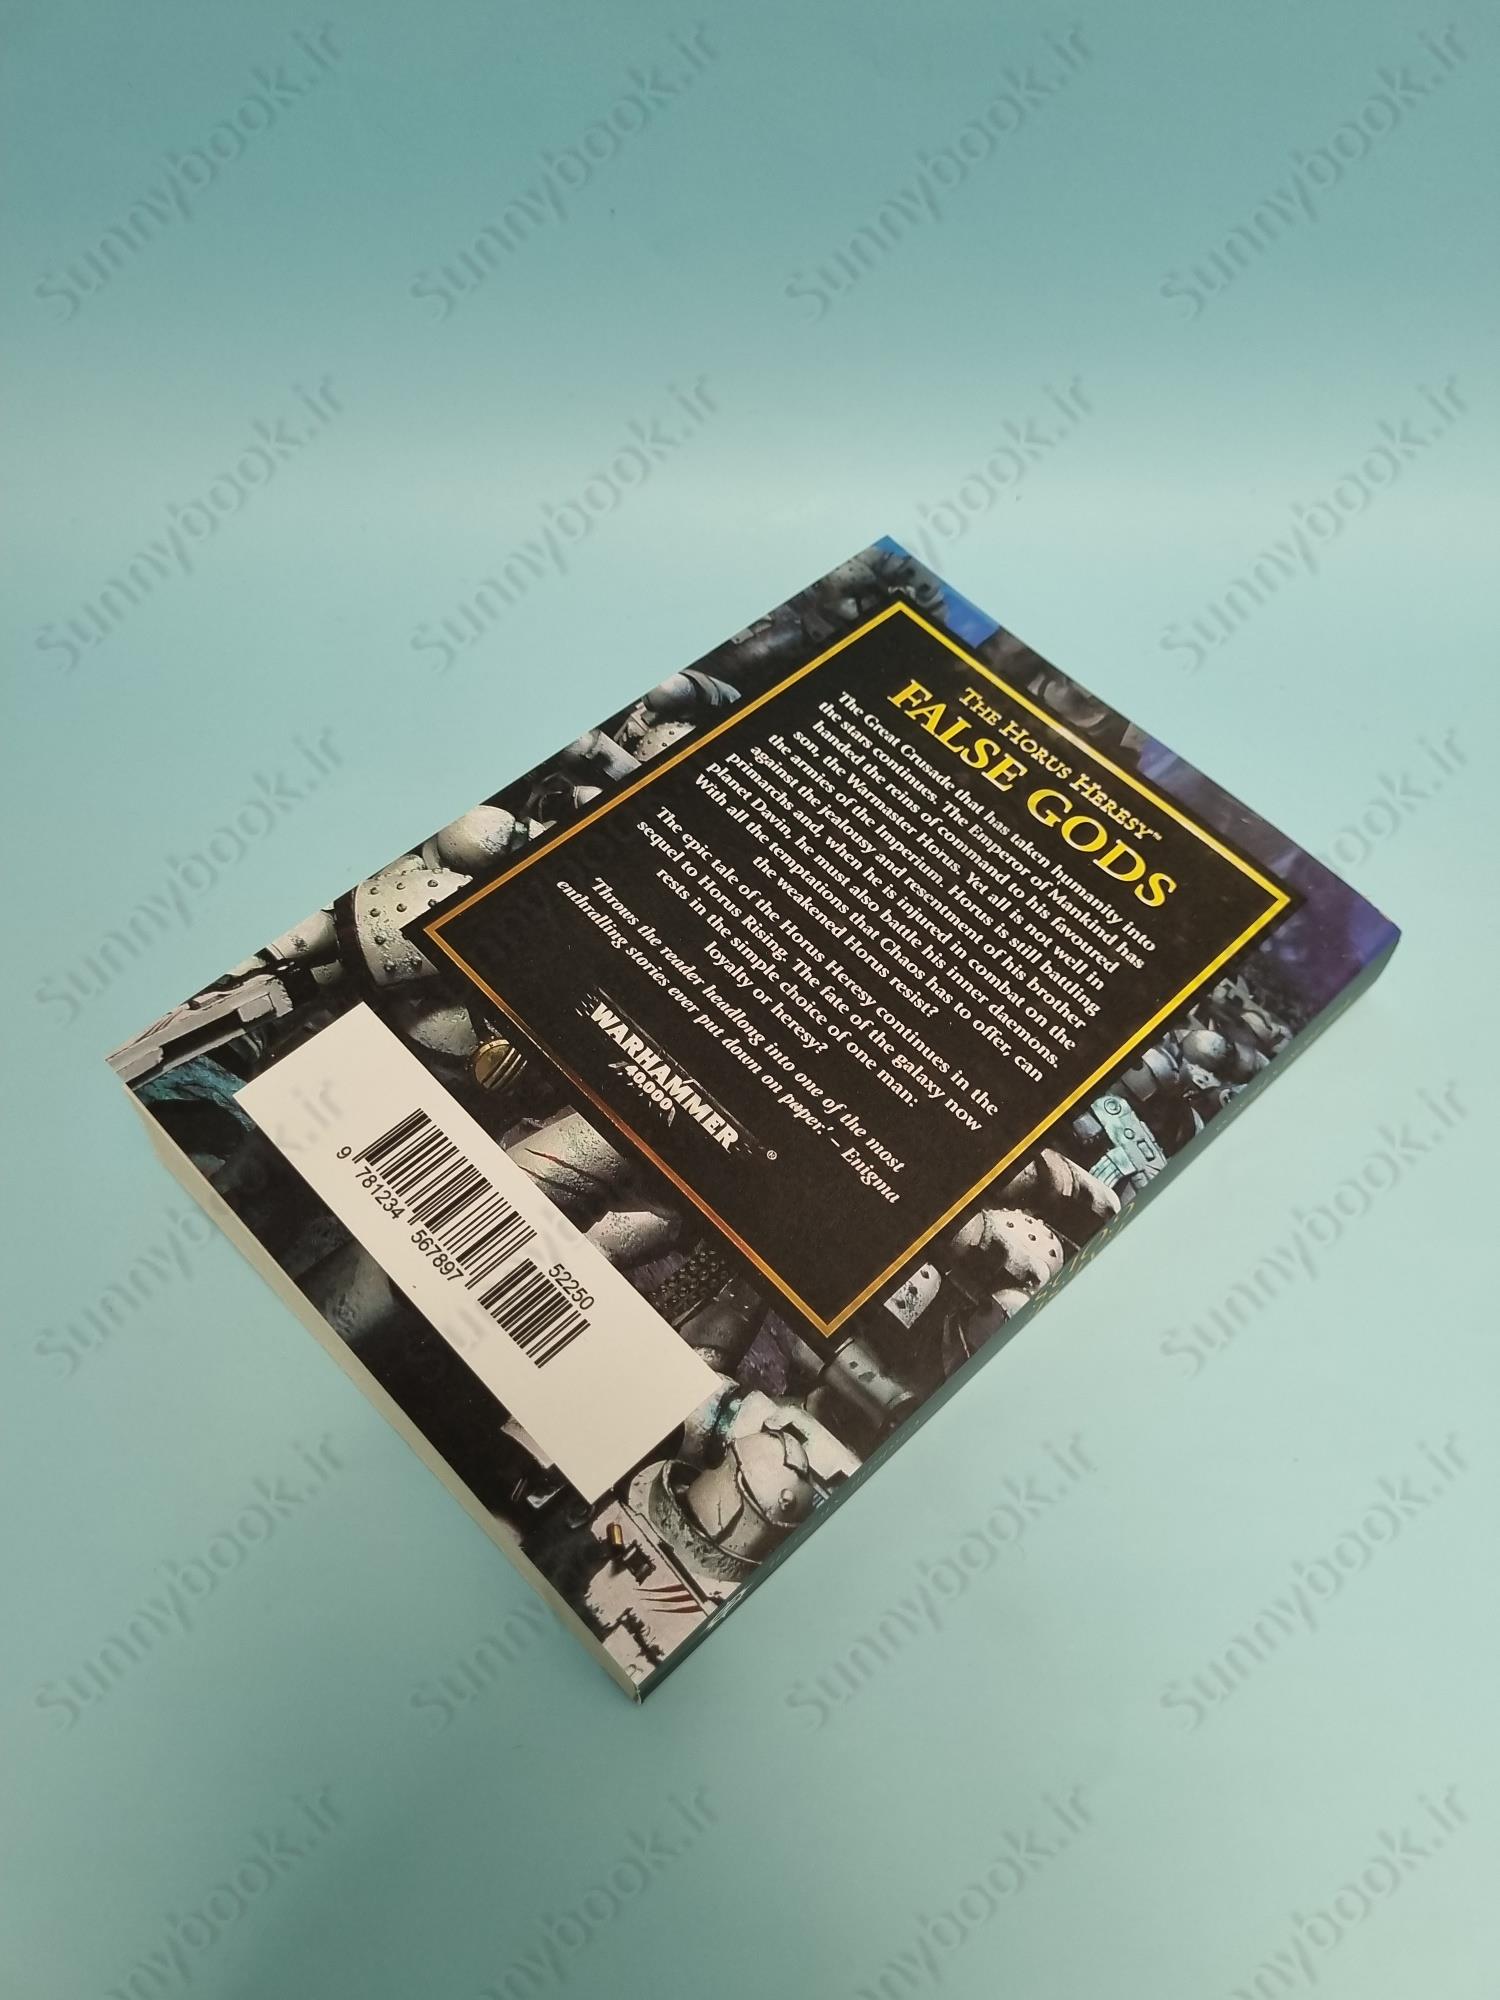 THE HORUS HERESY™
FALSE GODS
The Great Crusade that has taken humanity into
the stars continues. The Emperor of Mankind has
handed the reins of command to his favoured
son, the Warmaster Horus. Yet all is not well in
the armies of the Imperium. Horus is still battling
against the jealousy and resentment of his brother
primarchs and, when he is injured in combat on the
planet Davin, he must also battle his inner daemons.
With all the temptations that Chaos has to offer, can
the weakened Horus resist?
The epic tale of the Horus Heresy continues in the
sequel to Horus Rising. The fate of the galaxy now
rests in the simple choice of one man:
loyalty or heresy?
'Throws the reader headlong into one of the most
enthralling stories ever put down on paper.' – Enigma
WARHAMMER®
40,000
52250
9 781234 567897
Sunnybook.ir